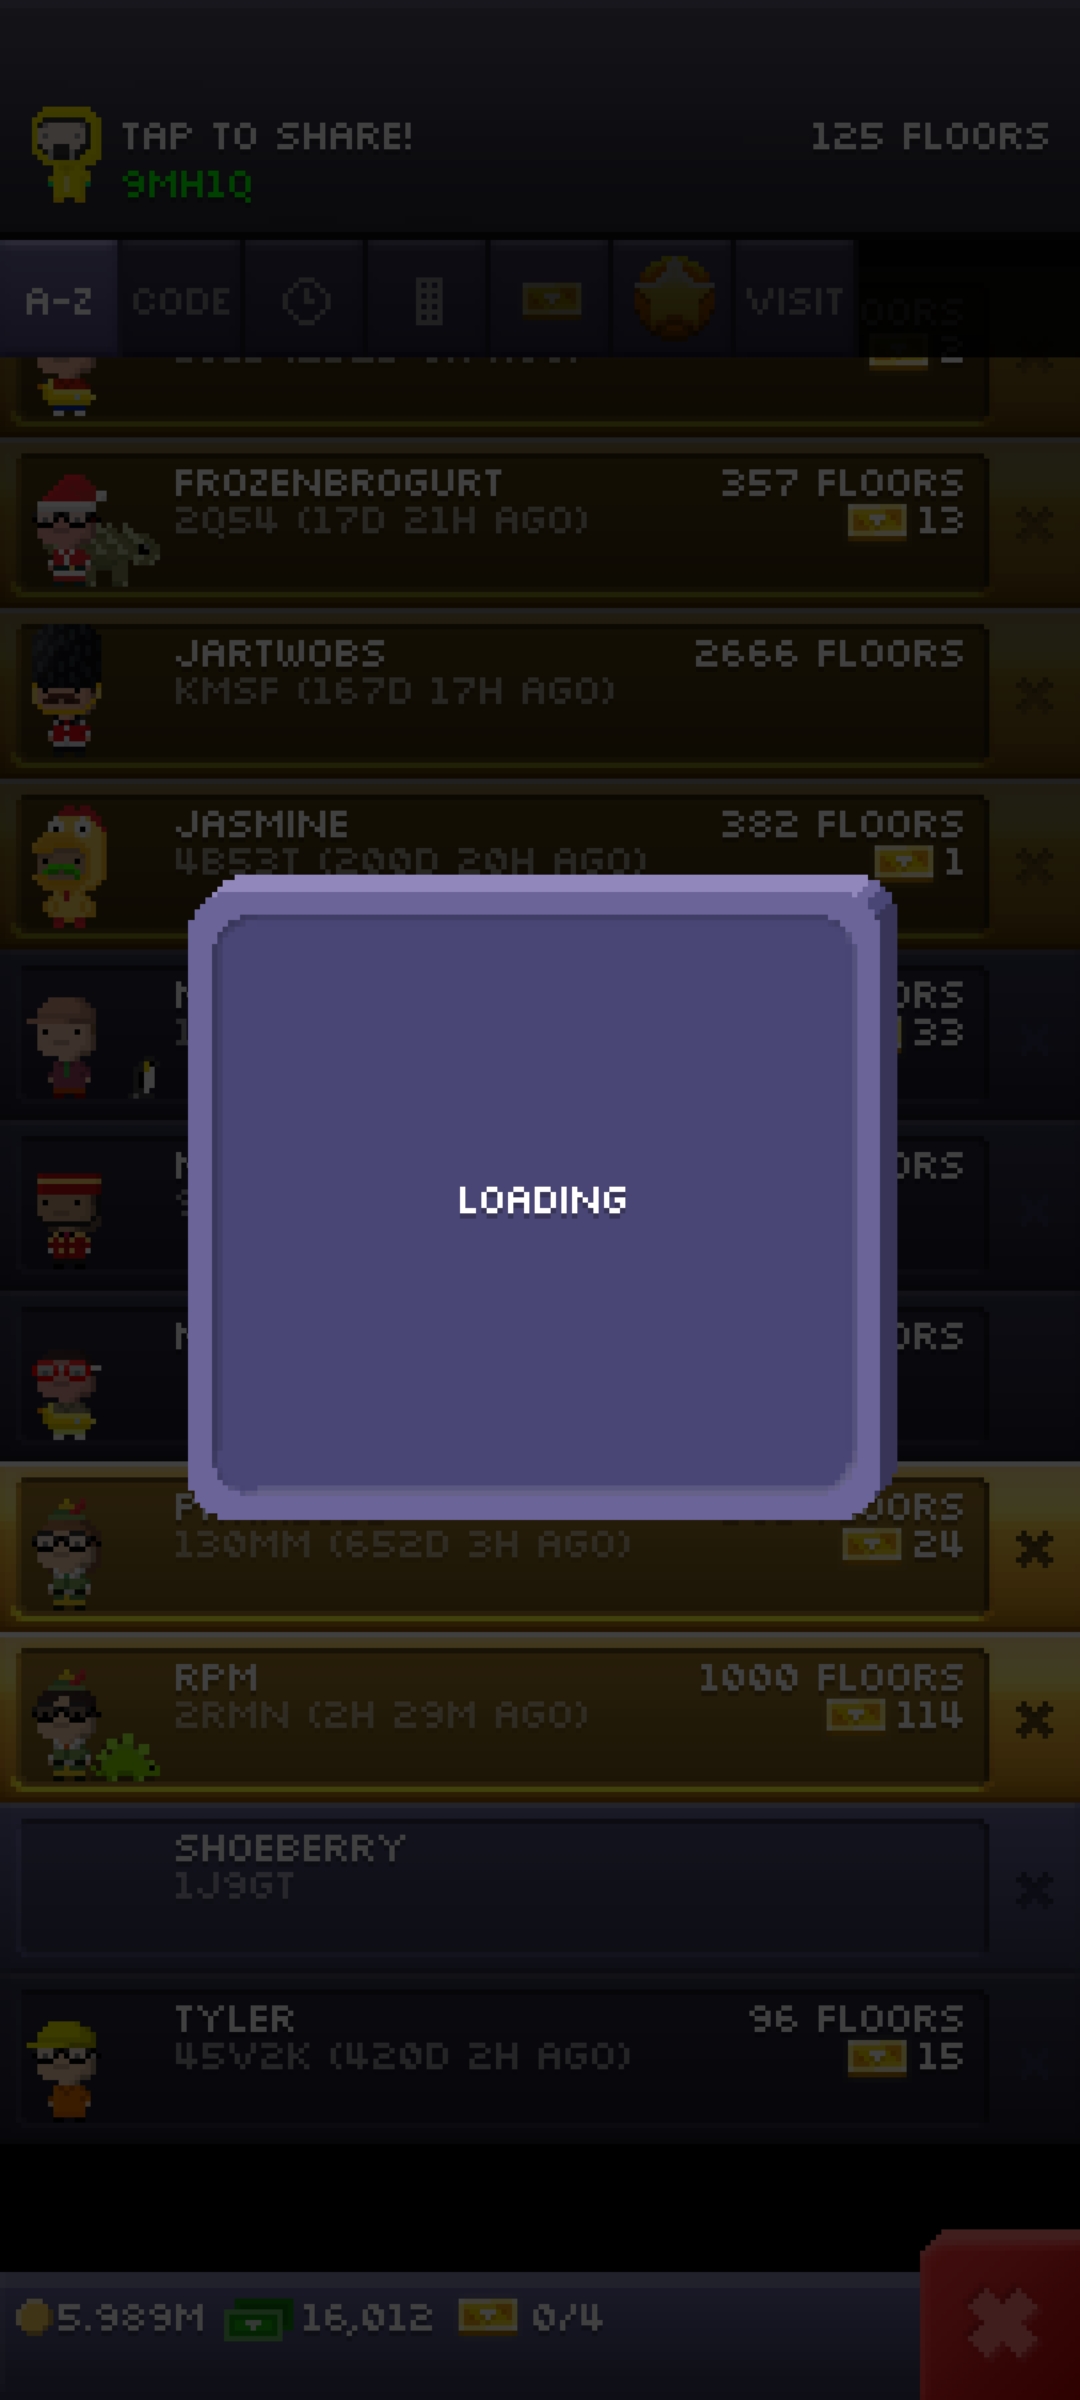 TAP TO SHARE!
125 FLOORS
9MH1Q
A-Z
CODE
VISIT
2
FROZENBROGURT
357 FLOORS
2Q54 (17D 21H AGO)
13
JARTWOBS
2666 FLOORS
KMSF (167D 17H AGO)
JASMINE
382 FLOORS
4B53T (200D 20H AGO)
1
33
LOADING
130MM (652D 3H AGO)
24
RPM
1000 FLOORS
2RMN (2H 29M AGO)
114
SHOEBERRY
1J9GT
TYLER
96 FLOORS
45V2K (420D 2H AGO)
15
5.989M
16,012
0/4